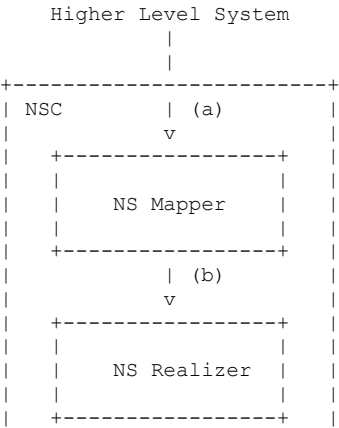 Higher Level System
NSC (a)
NS Mapper
(b)
NS Realizer